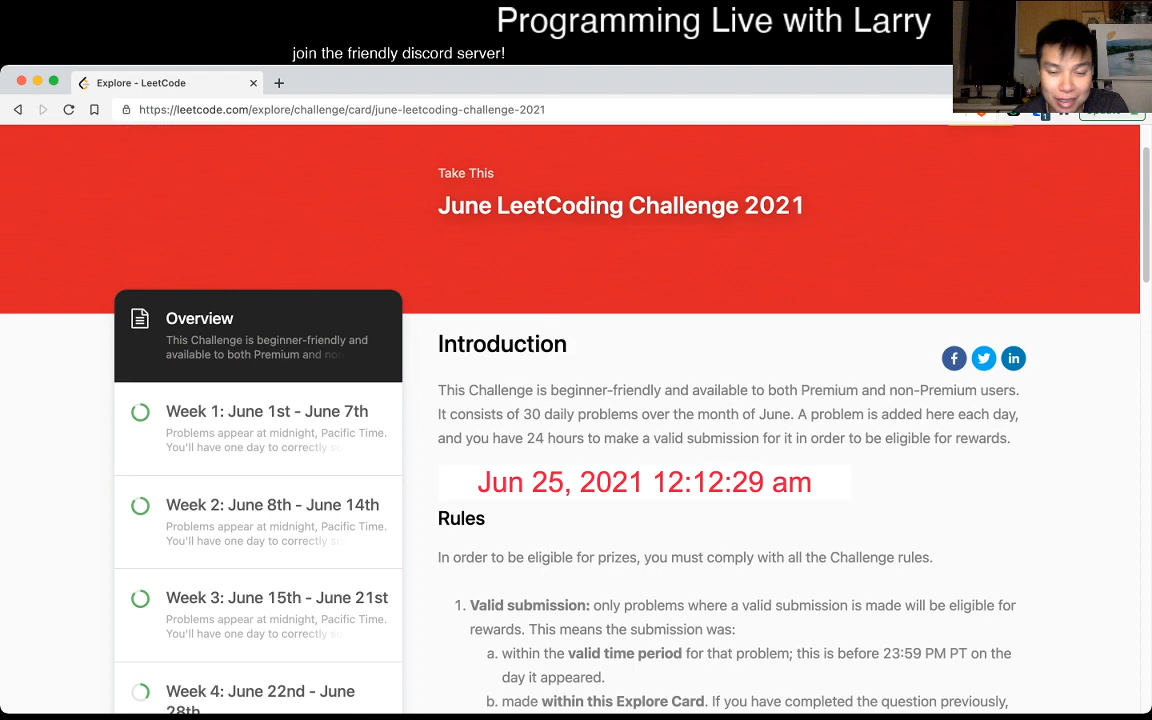 Programming Live with Larry
join the friendly discord server!
Explore - LeetCode
https://leetcode.com/explore/challenge/card/june-leetcoding-challenge-2021
Take This
June LeetCoding Challenge 2021
Overview
This Challenge is beginner-friendly and
available to both Premium and non
Week 1: June 1st - June 7th
Problems appear at midnight, Pacific Time.
You'll have one day to correctly
Week 2: June 8th - June 14th
Problems appear at midnight, Pacific Time.
You'll have one day to correctly
Week 3: June 15th - June 21st
Problems appear at midnight, Pacific Time.
You'll have one day to correctly
Week 4: June 22nd - June
28th
Introduction
This Challenge is beginner-friendly and available to both Premium and non-Premium users.
It consists of 30 daily problems over the month of June. A problem is added here each day,
and you have 24 hours to make a valid submission for it in order to be eligible for rewards.
Jun 25, 2021 12:12:29 am
Rules
In order to be eligible for prizes, you must comply with all the Challenge rules.
1. Valid submission: only problems where a valid submission is made will be eligible for
rewards. This means the submission was:
a. within the valid time period for that problem; this is before 23:59 PM PT on the
day it appeared.
b. made within this Explore Card. If you have completed the question previously,